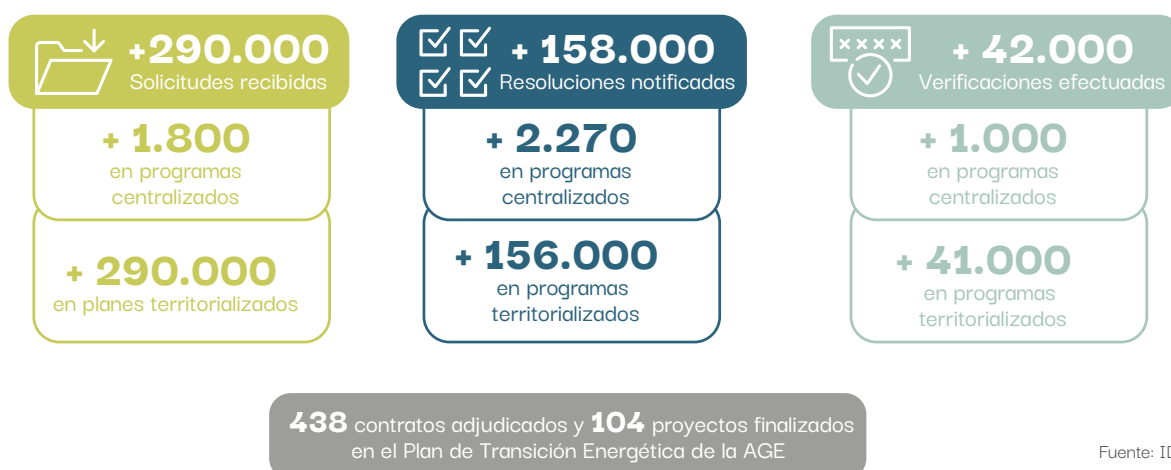 +290.000
Solicitudes recibidas
+ 1.800
en programas
centralizados
+ 290.000
en planes territorializados
+ 158.000
Resoluciones notificadas
+ 2.270
en programas
centralizados
+ 156.000
en programas
territorializados
+ 42.000
Verificaciones efectuadas
+ 1.000
en programas
centralizados
+ 41.000
en programas
territorializados
438 contratos adjudicados y 104 proyectos finalizados
en el Plan de Transición Energética de la AGE
Fuente: